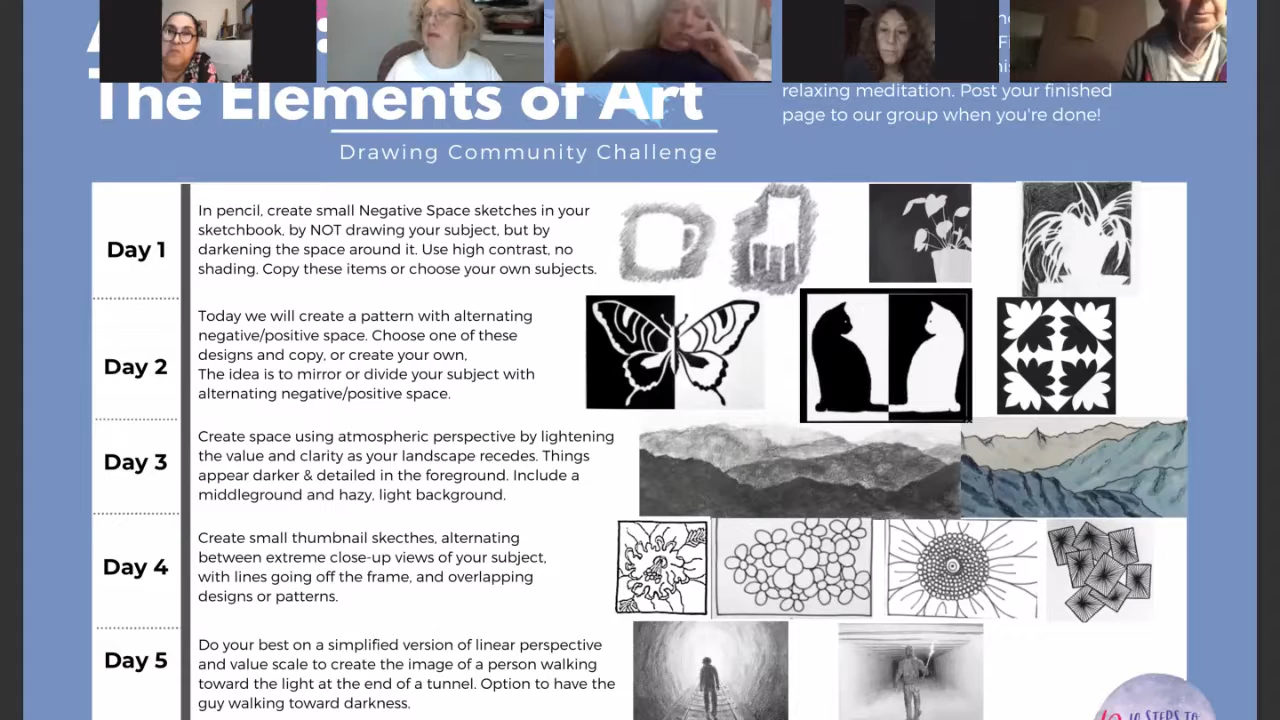 The Elements of Art
Drawing Community Challenge
relaxing meditation. Post your finished
page to our group when you're done!
Day 1
In pencil, create small Negative Space sketches in your
sketchbook, by NOT drawing your subject, but by
darkening the space around it. Use high contrast, no
shading. Copy these items or choose your own subjects.
Day 2
Today we will create a pattern with alternating
negative/positive space. Choose one of these
designs and copy, or create your own,
The idea is to mirror or divide your subject with
alternating negative/positive space.
Day 3
Create space using atmospheric perspective by lightening
the value and clarity as your landscape recedes. Things
appear darker & detailed in the foreground. Include a
middleground and hazy, light background.
Day 4
Create small thumbnail skecthes, alternating
between extreme close-up views of your subject,
with lines going off the frame, and overlapping
designs or patterns.
Day 5
Do your best on a simplified version of linear perspective
and value scale to create the image of a person walking
toward the light at the end of a tunnel. Option to have the
guy walking toward darkness.
10 STEPS TO